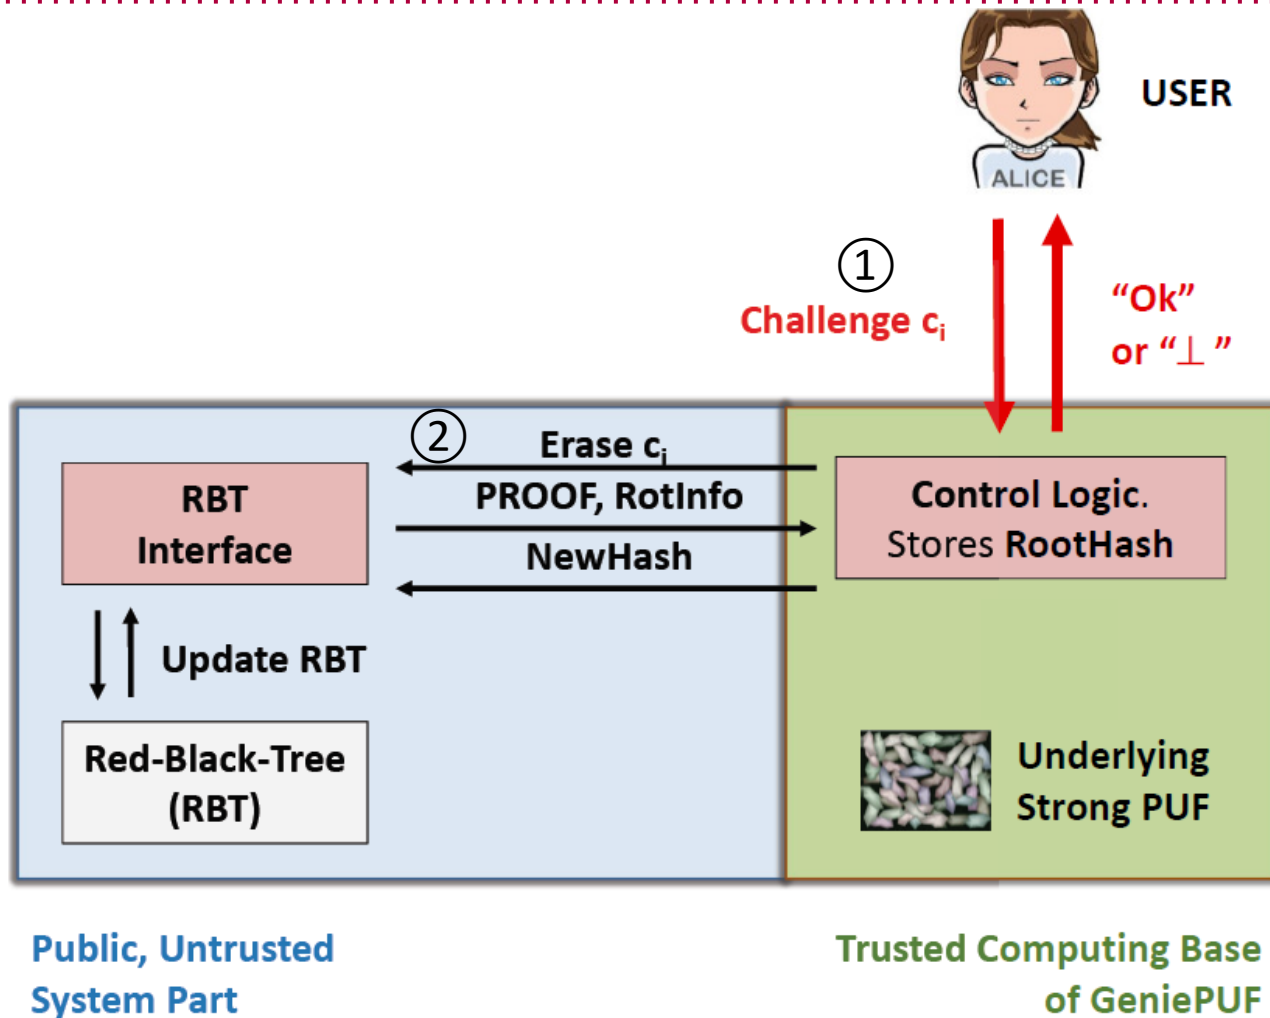 USER
ALICE
①
Challenge cᵢ
“Ok”
or “⊥”
②
Erase cᵢ
PROOF, RotInfo
NewHash
RBT
Interface
Control Logic.
Stores RootHash
Update RBT
Red-Black-Tree
(RBT)
Underlying
Strong PUF
Public, Untrusted
System Part
Trusted Computing Base
of GeniePUF